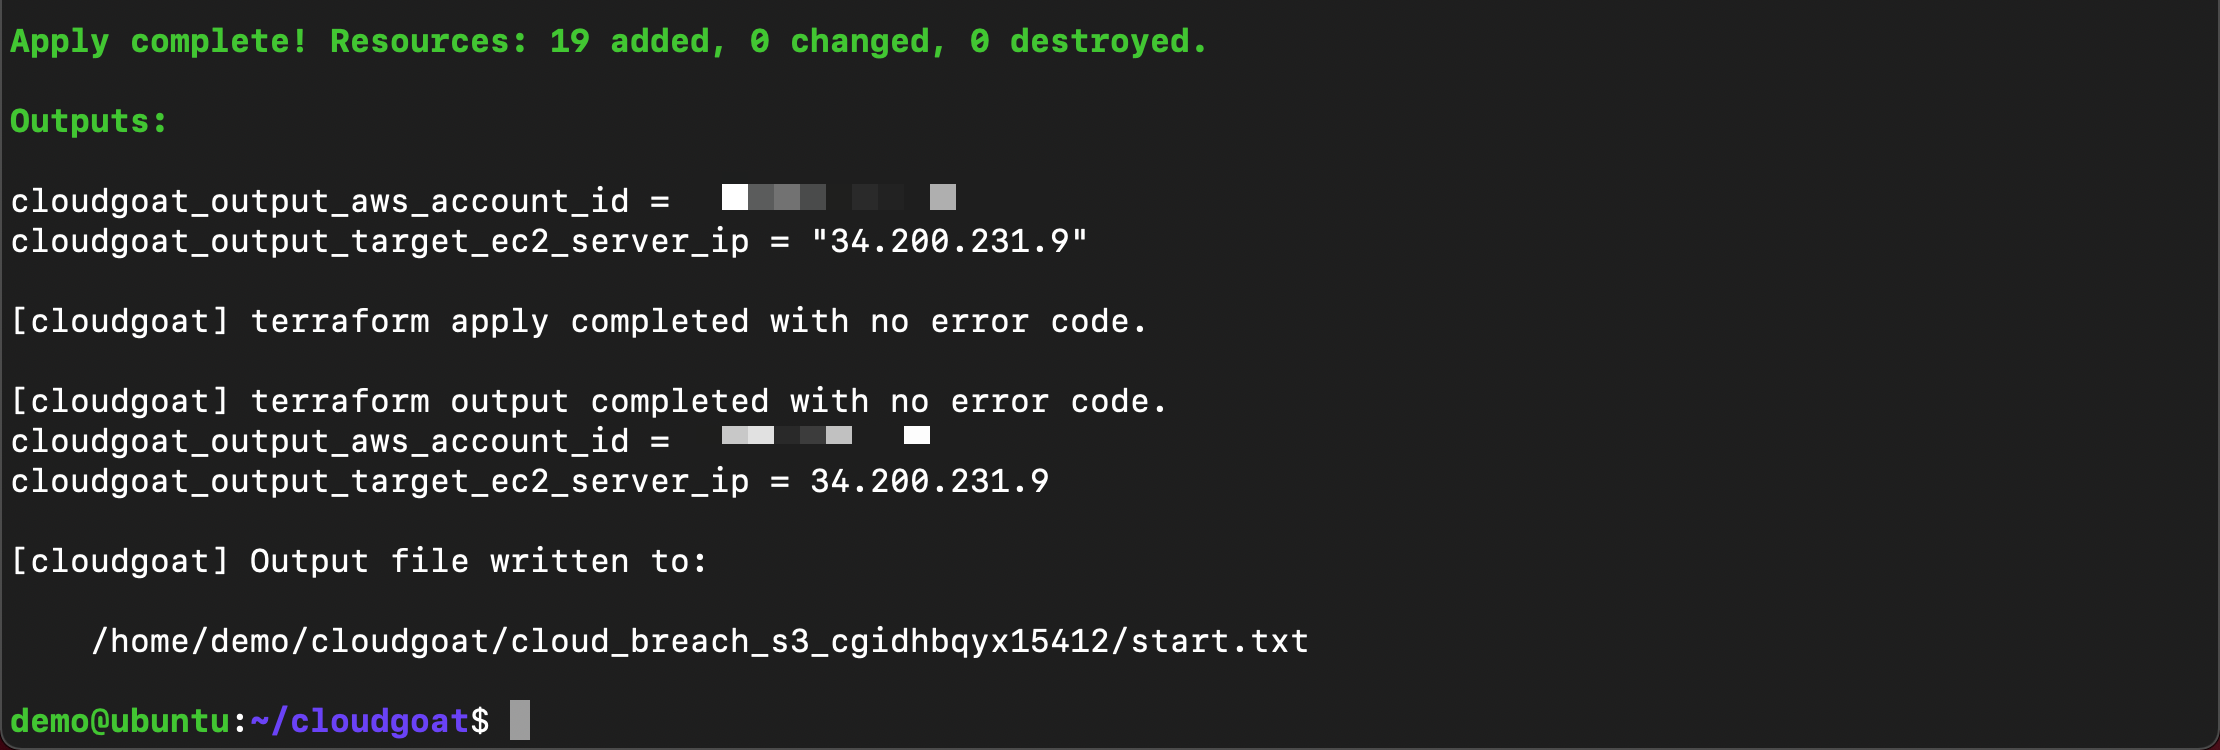 Apply complete! Resources: 19 added, 0 changed, 0 destroyed.
Outputs:
cloudgoat_output_aws_account_id =
cloudgoat_output_target_ec2_server_ip = "34.200.231.9"
[cloudgoat] terraform apply completed with no error code.
[cloudgoat] terraform output completed with no error code.
cloudgoat_output_aws_account_id =
cloudgoat_output_target_ec2_server_ip = 34.200.231.9
[cloudgoat] Output file written to:
/home/demo/cloudgoat/cloud_breach_s3_cgidhbqyx15412/start.txt
demo@ubuntu:~/cloudgoat$